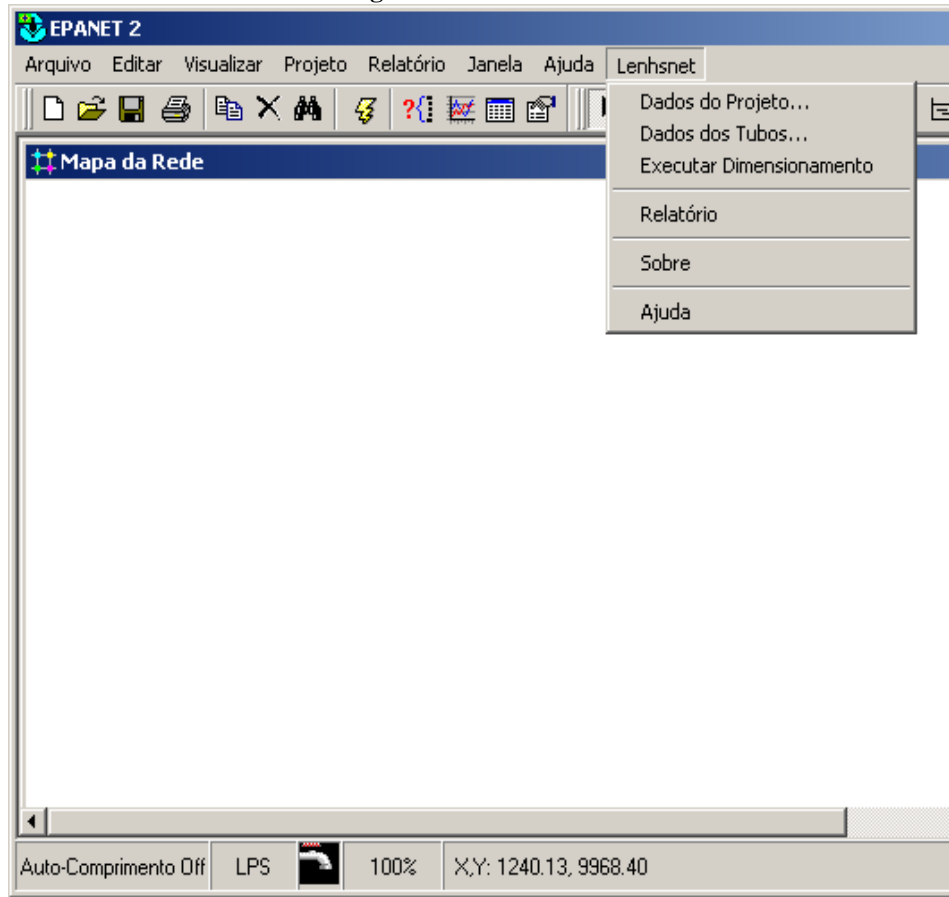 EPANET 2
Arquivo Editar Visualizar Projeto Relatório Janela Ajuda Lenhsnet
Dados do Projeto...
Dados dos Tubos...
Executar Dimensionamento
Relatório
Sobre
Ajuda
Mapa da Rede
Auto-Comprimento Off LPS 100% X,Y: 1240.13, 9968.40